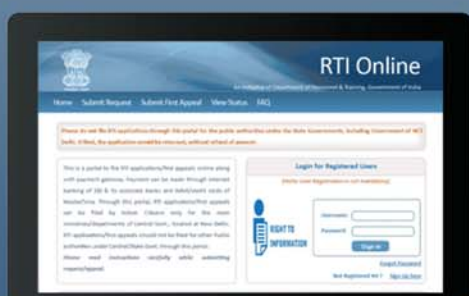 RTI Online
An Initiative of Department of Personnel & Training, Government of India
Home Submit Request Submit First Appeal View Status FAQ
Please do not file RTI applications through this portal for the public authorities under the State Governments, including Government of NCT
Delhi. If filed, the application would be returned, without refund of amount.
This is a portal to file RTI applications/first appeals online along
with payment gateway. Payment can be made through internet
banking of SBI & its associate banks and debit/credit cards of
Master/Visa. Through this portal, RTI applications/first appeals
can be filed by Indian Citizens only for the main
Ministries/Departments of Central Govt., located at New Delhi.
RTI applications/first appeals should not be filed for other Public
Authorities under Central/State Govt. through this portal.
Please read instructions carefully while submitting
request/appeal.
Login for Registered Users
(Note: User Registration is not mandatory)
RIGHT TO
INFORMATION
Username
Password
Sign in
Forgot Password
Not Registered Yet ? Sign Up here